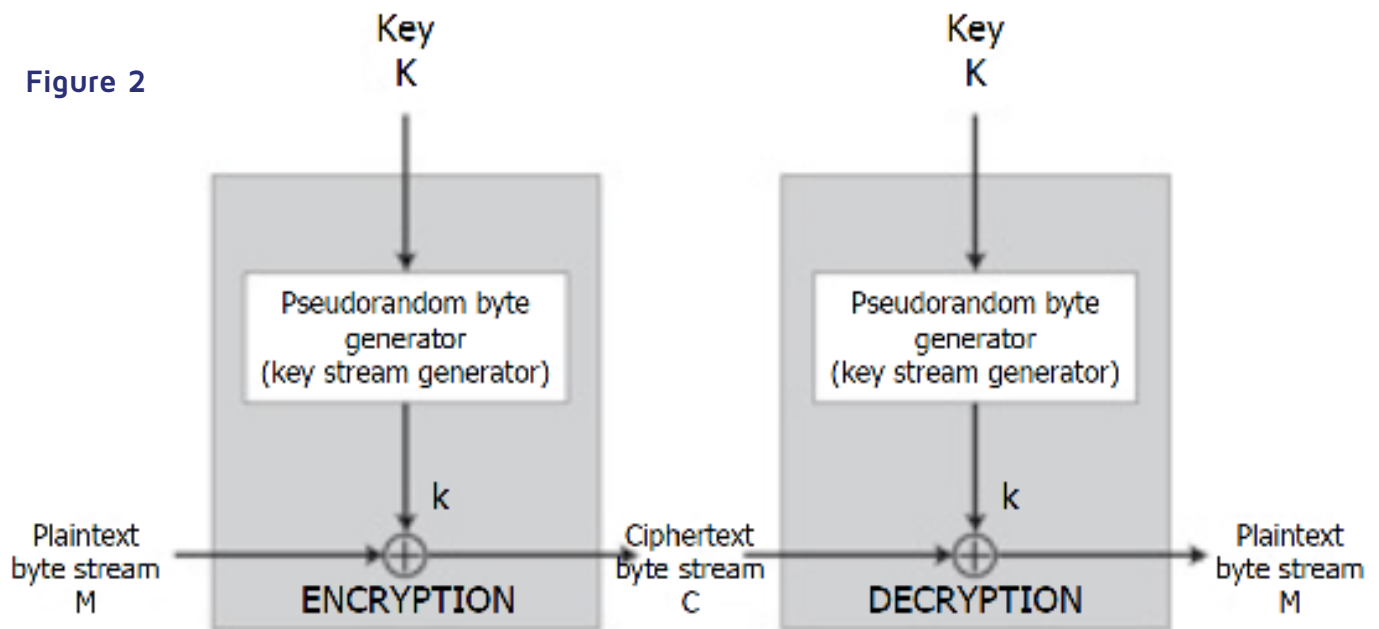 Figure 2
Key
K
Key
K
Pseudorandom byte
generator
(key stream generator)
Pseudorandom byte
generator
(key stream generator)
k
k
Plaintext
byte stream
M
Ciphertext
byte stream
C
Plaintext
byte stream
M
ENCRYPTION
DECRYPTION